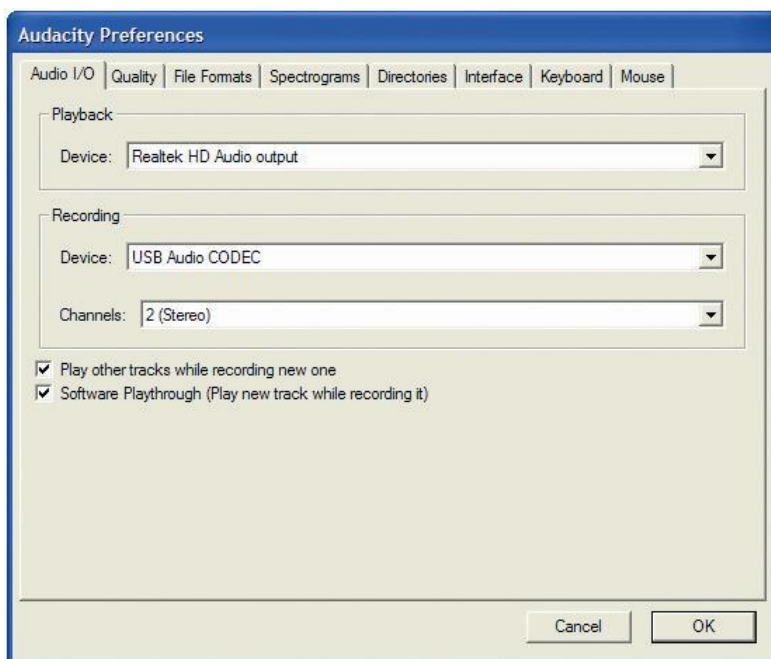 Audacity Preferences
Audio I/O Quality File Formats Spectrograms Directories Interface Keyboard Mouse
Playback
Device: Realtek HD Audio output
Recording
Device: USB Audio CODEC
Channels: 2 (Stereo)
Play other tracks while recording new one
Software Playthrough (Play new track while recording it)
Cancel OK